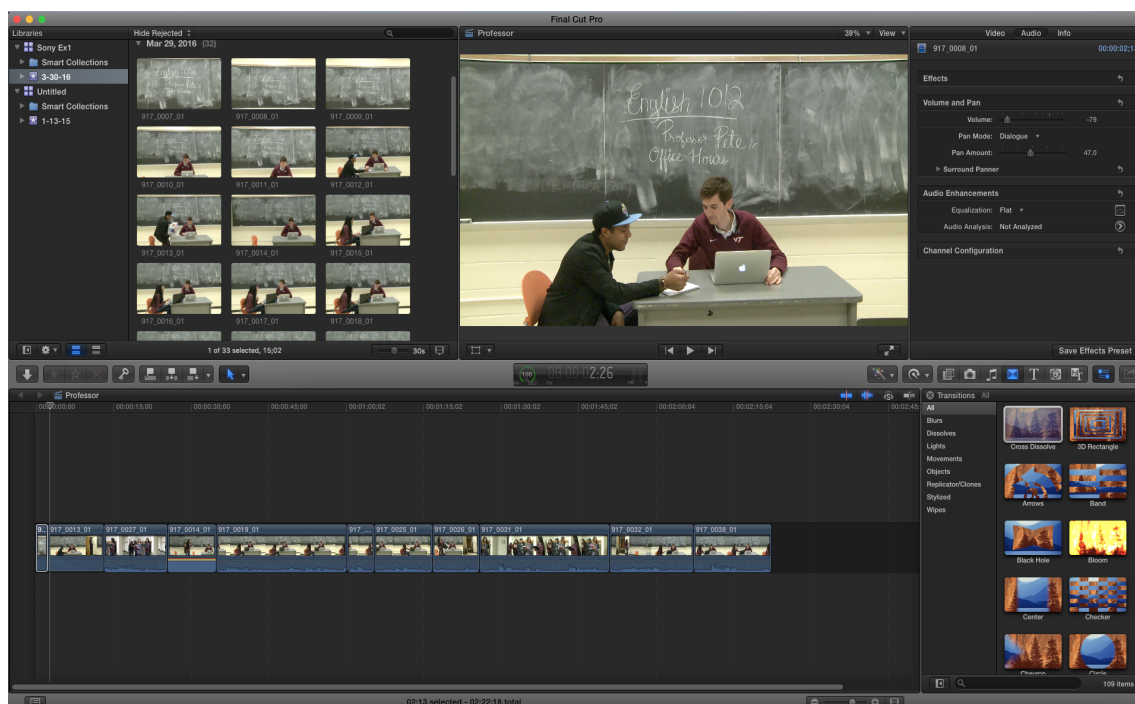 Final Cut Pro
Libraries
Hide Rejected
Professor
39%
View
Video
Audio
Info
Sony Ex1
Smart Collections
3-30-16
Untitled
Smart Collections
1-13-15
Mar 29, 2016 (32)
917_0007_01
917_0008_01
917_0009_01
917_0010_01
917_0011_01
917_0012_01
917_0013_01
917_0014_01
917_0015_01
917_0016_01
917_0017_01
917_0018_01
English 1012
Professor Pete's
Office Hours
VT
917_0008_01
Effects
Volume and Pan
Volume: -79
Pan Mode: Dialogue
Pan Amount: 47.0
Surround Panner
Audio Enhancements
Equalization: Flat
Audio Analysis: Not Analyzed
Channel Configuration
1 of 33 selected, 15;02
30s
Save Effects Preset
100
2;26
Professor
00:00:00;00
00:00:15;00
00:00:30;00
00:00:45;00
00:01:00;02
00:01:15;02
00:01:30;02
00:01:45;02
00:02:00;04
00:02:15;04
00:02:30;04
917_0013_01
917_0027_01
917_0014_01
917_0019_01
917_...
917_0025_01
917_0026_01
917_0031_01
917_0032_01
917_0038_01
Transitions All
All
Blurs
Dissolves
Lights
Movements
Objects
Replicator/Clones
Stylized
Wipes
Cross Dissolve
3D Rectangle
Arrows
Band
Black Hole
Bloom
Center
Checker
Chevron
Circle
109 items
02:13 selected - 02:22:18 total